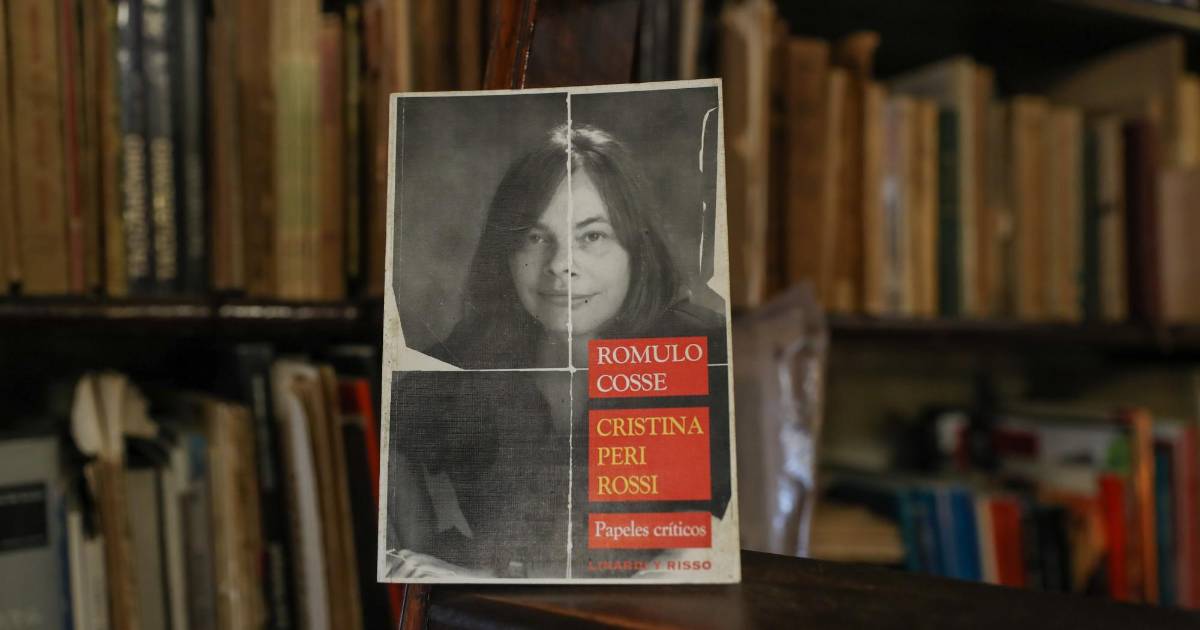 ROMULO
COSSE
CRISTINA
PERI
ROSSI
Papeles críticos
LINARDI Y RISSO